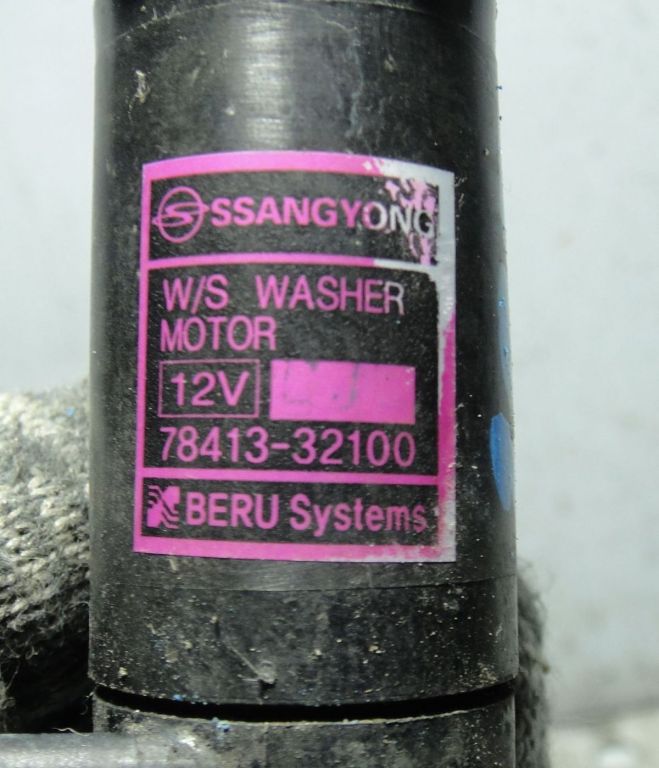 SSANGYONG
W/S WASHER
MOTOR
12V
78413-32100
BERU Systems